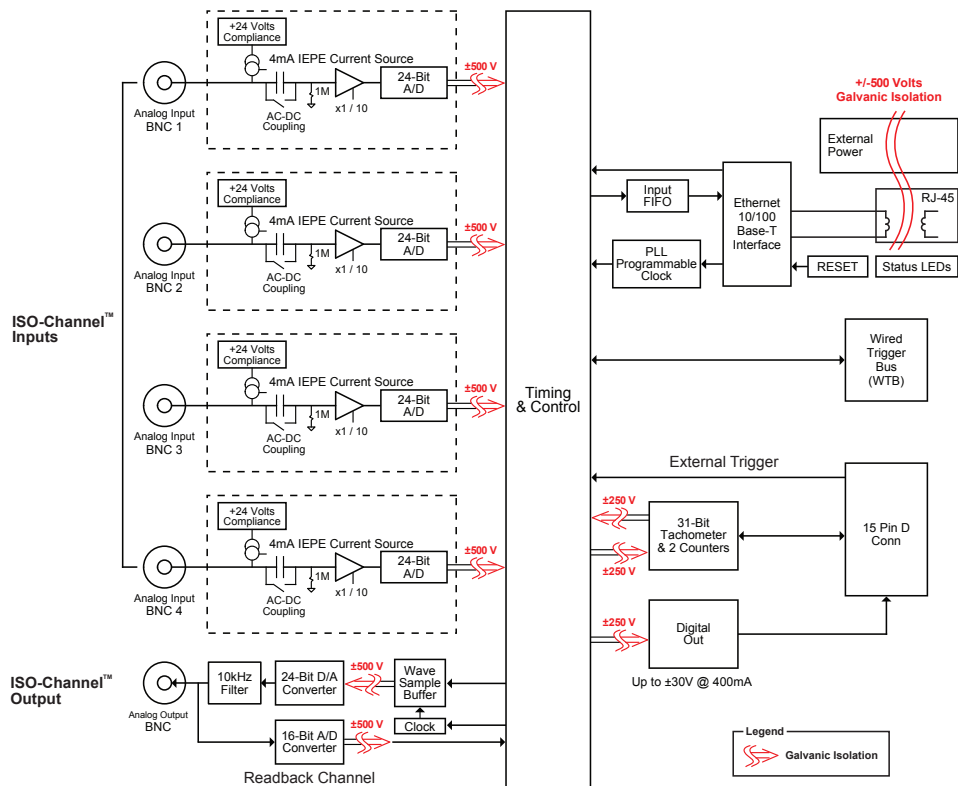 +24 Volts
Compliance
4mA IEPE Current Source
±500 V
24-Bit
A/D
1M
x1 / 10
AC-DC
Coupling
Analog Input
BNC 1
+24 Volts
Compliance
4mA IEPE Current Source
±500 V
24-Bit
A/D
1M
x1 / 10
AC-DC
Coupling
Analog Input
BNC 2
ISO-Channel™
Inputs
+24 Volts
Compliance
4mA IEPE Current Source
±500 V
24-Bit
A/D
1M
x1 / 10
AC-DC
Coupling
Analog Input
BNC 3
+24 Volts
Compliance
4mA IEPE Current Source
±500 V
24-Bit
A/D
1M
x1 / 10
AC-DC
Coupling
Analog Input
BNC 4
ISO-Channel™
Output
Analog Output
BNC
10kHz
Filter
24-Bit D/A
Converter
±500 V
Wave
Sample
Buffer
Clock
16-Bit A/D
Converter
±500 V
Readback Channel
Timing
& Control
+/-500 Volts
Galvanic Isolation
External
Power
RJ-45
Input
FIFO
Ethernet
10/100
Base-T
Interface
PLL
Programmable
Clock
RESET
Status LEDs
Wired
Trigger
Bus
(WTB)
External Trigger
±250 V
31-Bit
Tachometer
& 2 Counters
±250 V
15 Pin D
Conn
±250 V
Digital
Out
Up to ±30V @ 400mA
Legend
Galvanic Isolation